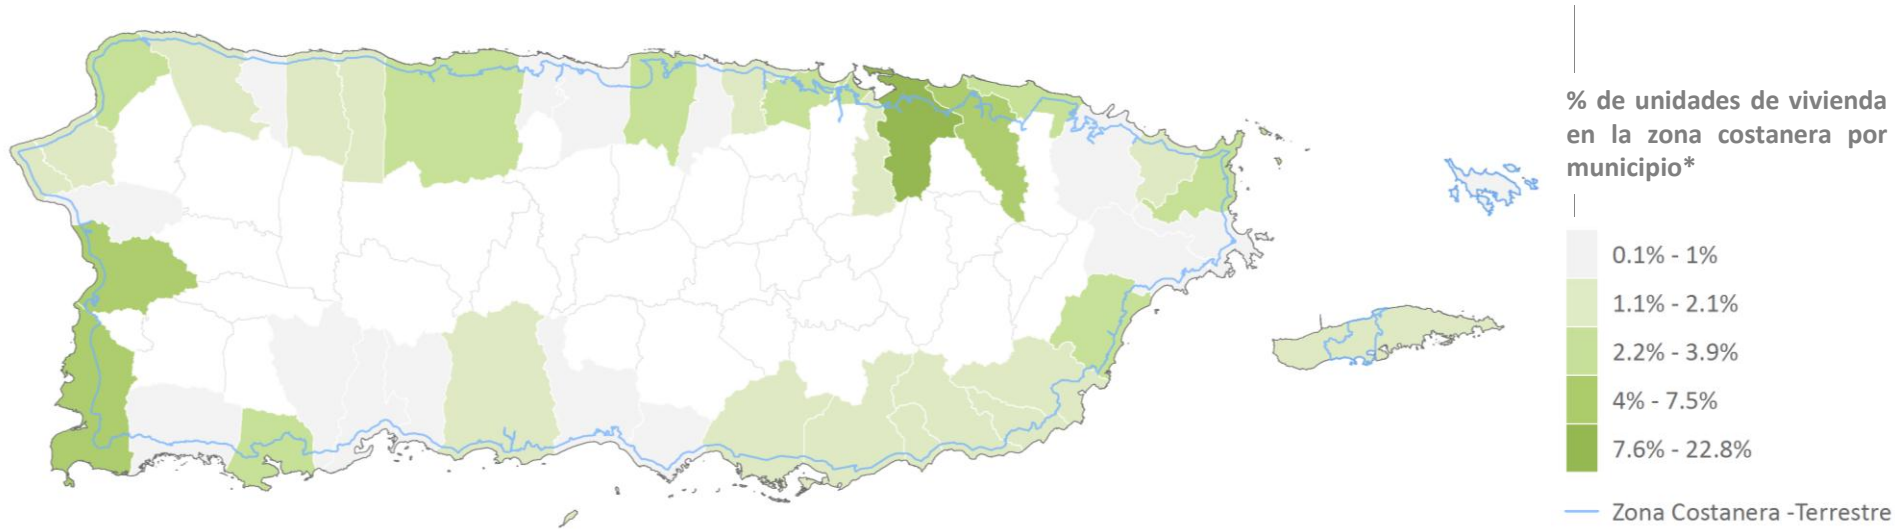 % de unidades de vivienda
en la zona costanera por
municipio*
0.1% - 1%
1.1% - 2.1%
2.2% - 3.9%
4% - 7.5%
7.6% - 22.8%
Zona Costanera -Terrestre